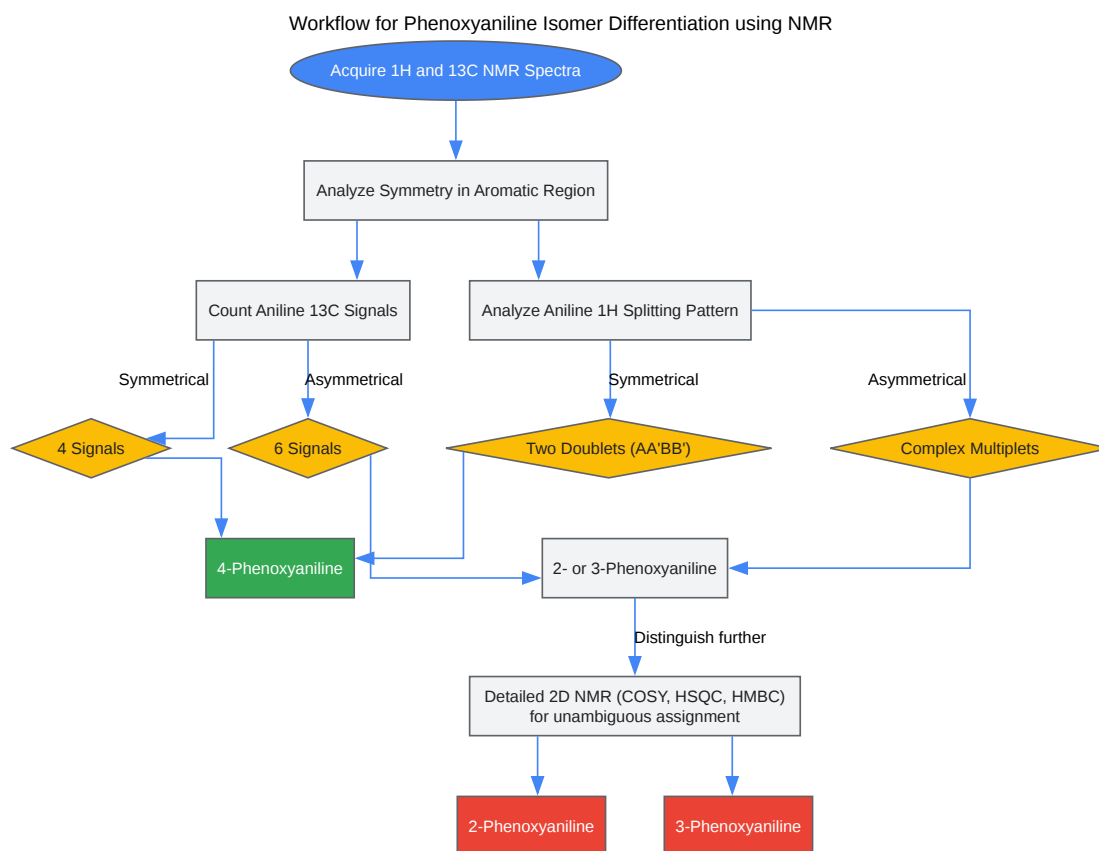 Workflow for Phenoxyaniline Isomer Differentiation using NMR
Acquire 1H and 13C NMR Spectra
Analyze Symmetry in Aromatic Region
Count Aniline 13C Signals
Analyze Aniline 1H Splitting Pattern
Symmetrical
Asymmetrical
Symmetrical
Asymmetrical
4 Signals
6 Signals
Two Doublets (AA'BB')
Complex Multiplets
4-Phenoxyaniline
2- or 3-Phenoxyaniline
Distinguish further
Detailed 2D NMR (COSY, HSQC, HMBC)
for unambiguous assignment
2-Phenoxyaniline
3-Phenoxyaniline